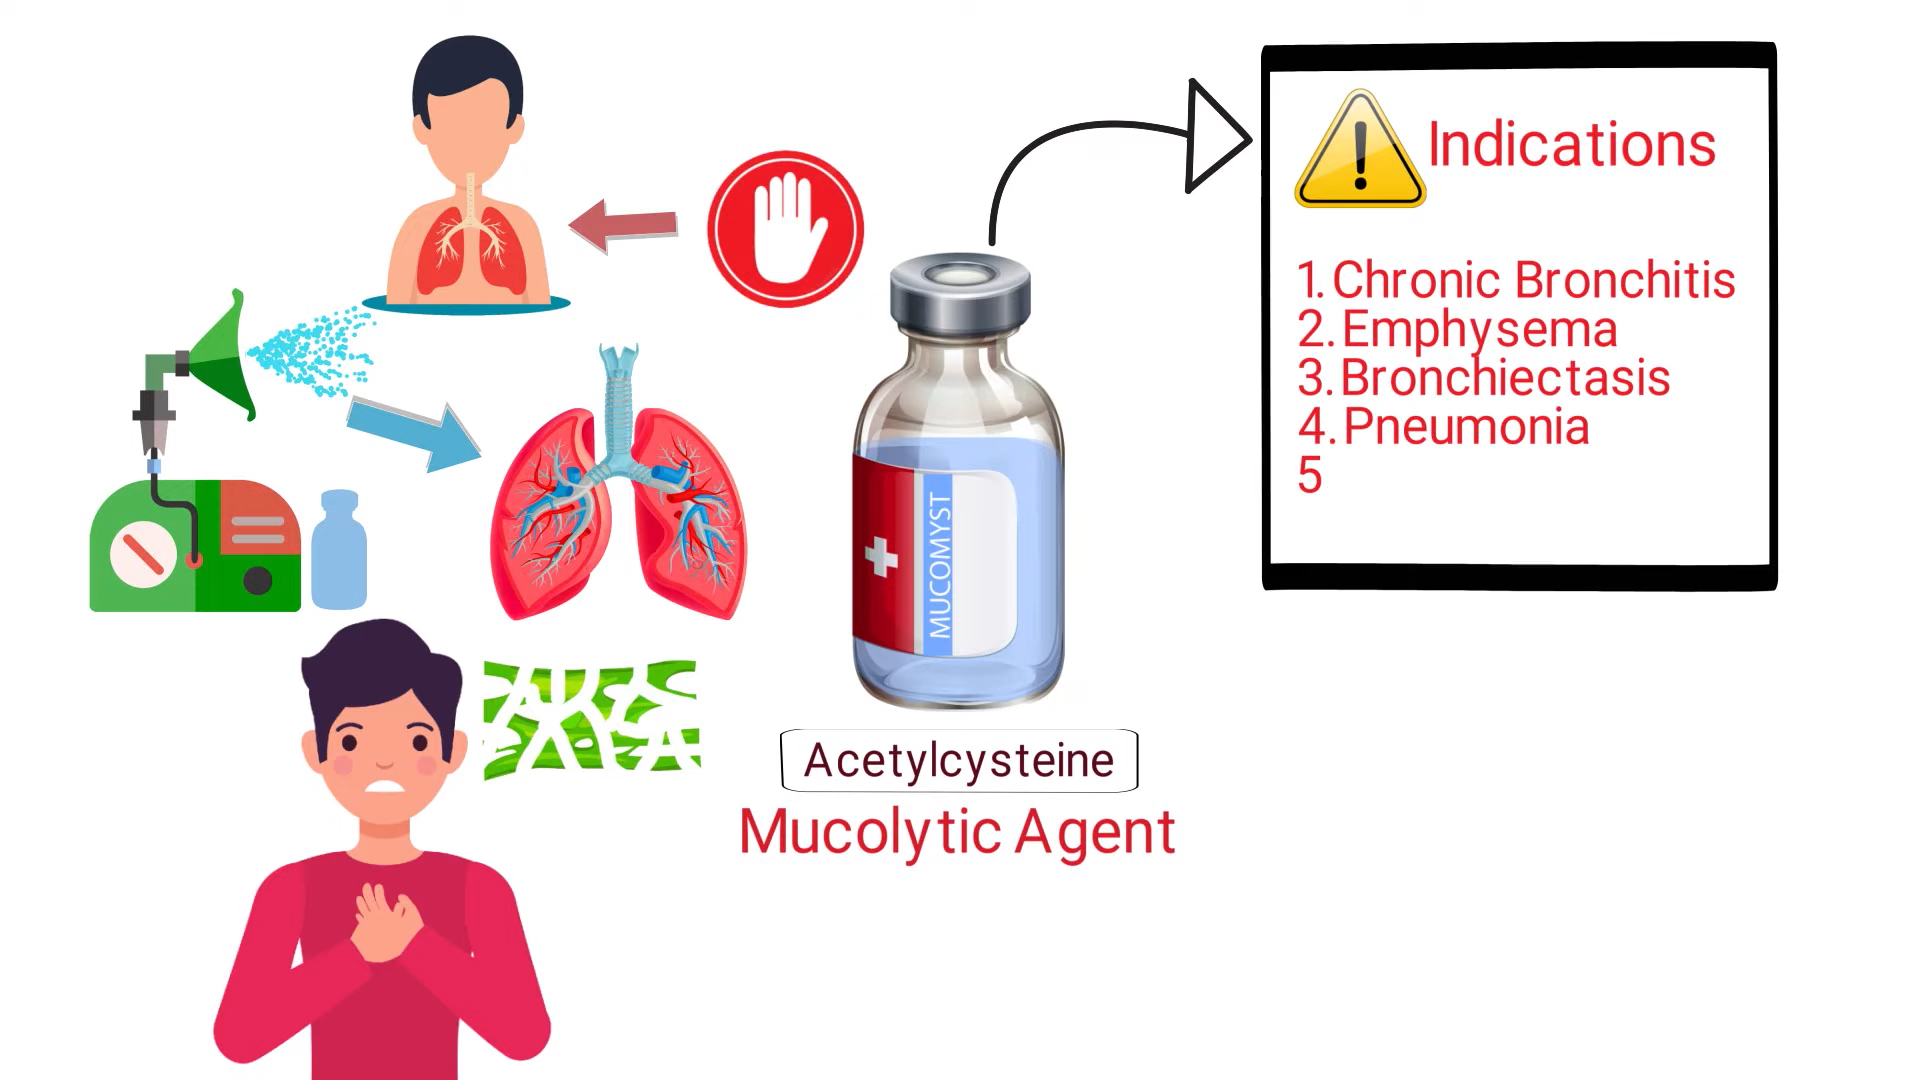 Indications
1. Chronic Bronchitis
2. Emphysema
3. Bronchiectasis
4. Pneumonia
5
MUCOMYST
Acetylcysteine
Mucolytic Agent